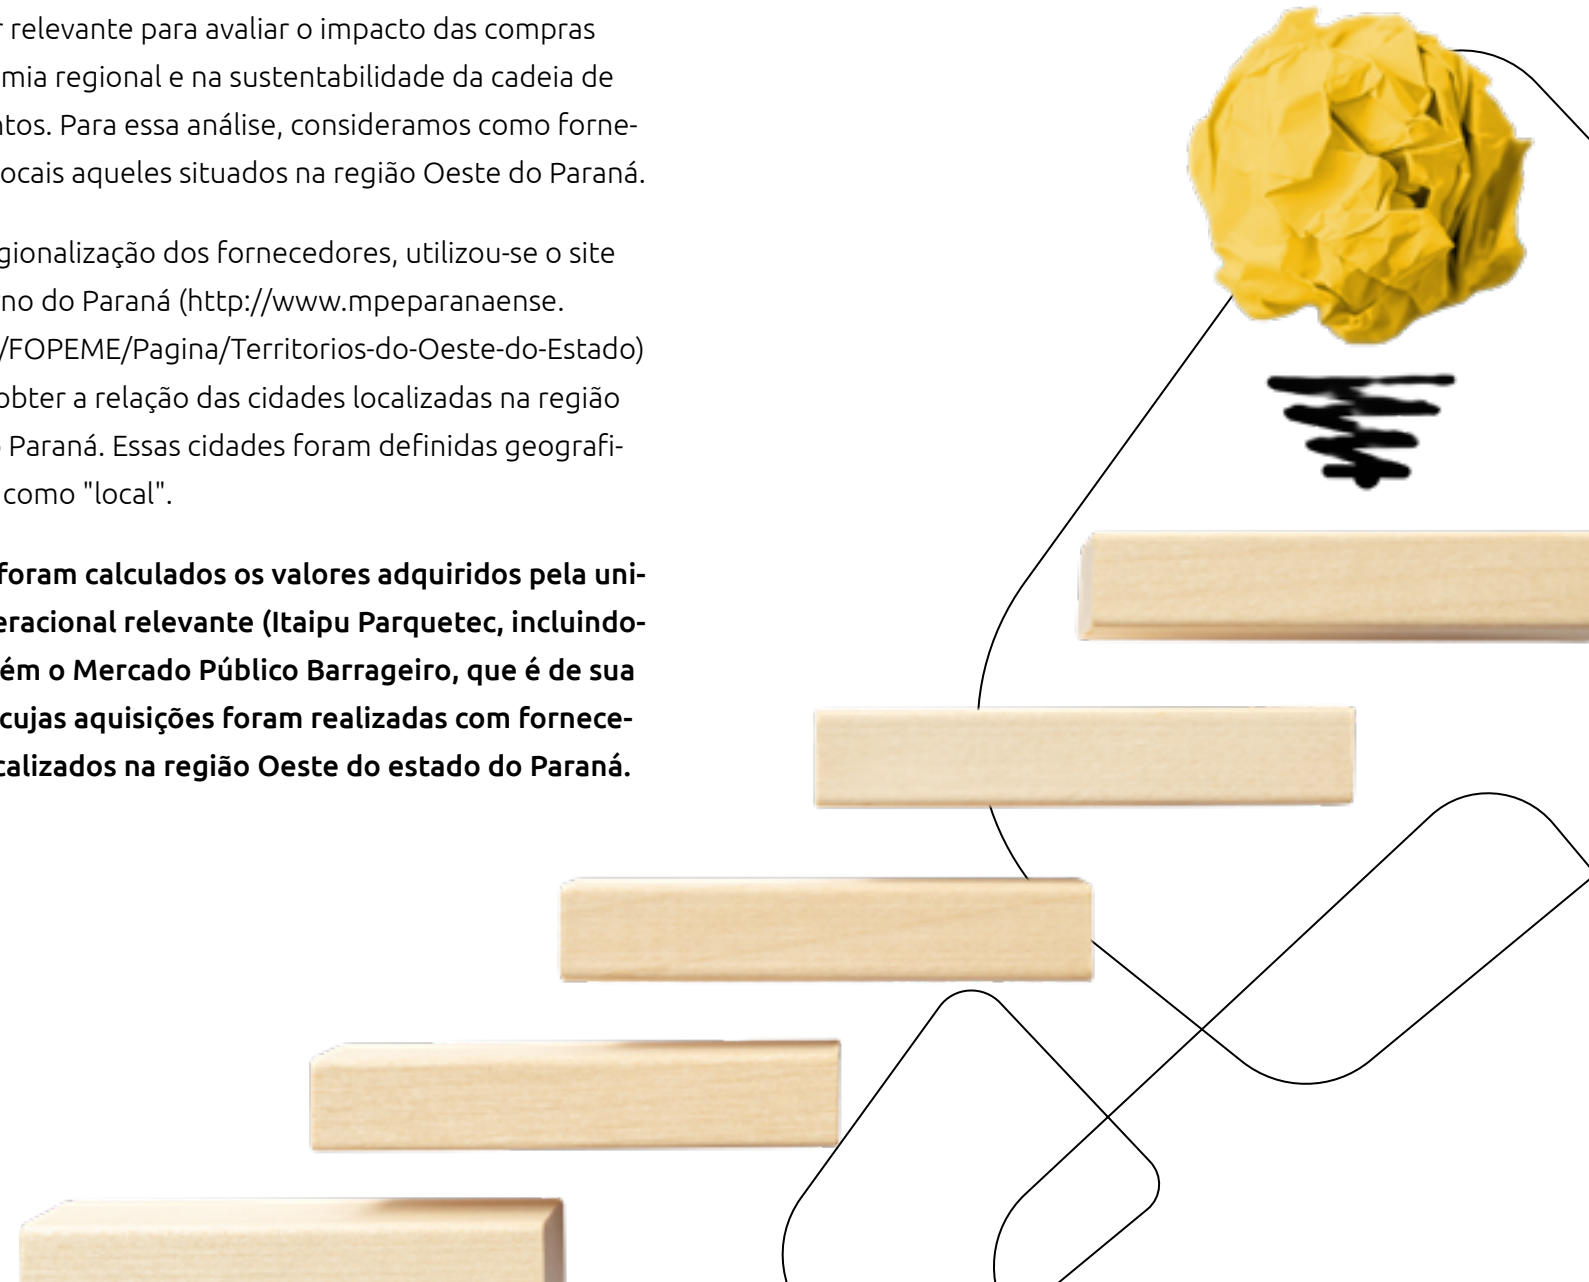 r relevante para avaliar o impacto das compras
mia regional e na sustentabilidade da cadeia de
ntos. Para essa análise, consideramos como forne-
ocais aqueles situados na região Oeste do Paraná.
gionalização dos fornecedores, utilizou-se o site
no do Paraná (http://www.mpeparanaense.
/FOPEME/Pagina/Territorios-do-Oeste-do-Estado)
obter a relação das cidades localizadas na região
o Paraná. Essas cidades foram definidas geografi-
como "local".
foram calculados os valores adquiridos pela uni-
eracional relevante (Itaipu Parquetec, incluindo-
ém o Mercado Público Barrageiro, que é de sua
cujas aquisições foram realizadas com fornece-
calizados na região Oeste do estado do Paraná.